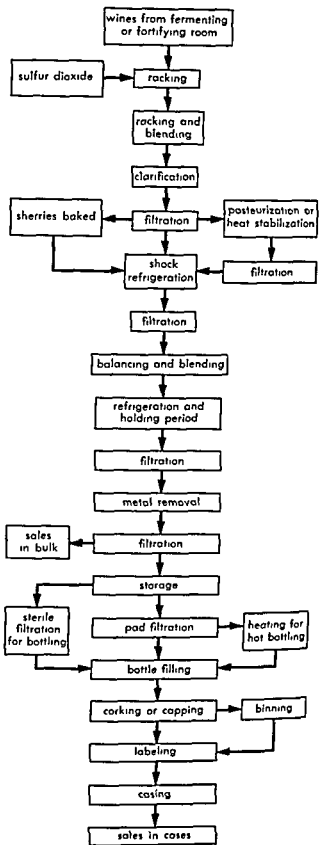 wines from fermenting
or fortifying room
sulfur dioxide
racking
racking and
blending
clarification
sherries baked
filtration
pasteurization or
heat stabilization
shock
refrigeration
filtration
filtration
balancing and blending
refrigeration and
holding period
filtration
metal removal
sales
in bulk
filtration
storage
sterile
filtration
for bottling
pad filtration
heating for
hot bottling
bottle filling
corking or capping
binning
labeling
casing
sales in cases